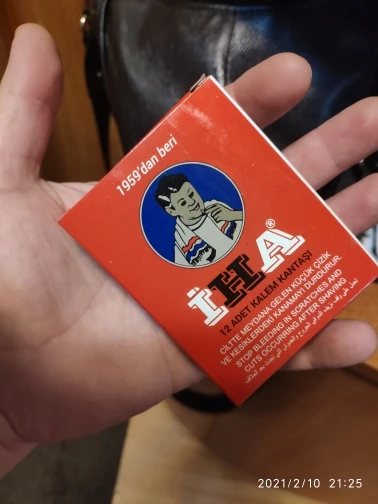 1959'dan beri
İHA®
12 ADET KALEM KANTAŞI
CİLTTE MEYDANA GELEN KÜÇÜK ÇİZİK
VE KESİKLERDEKİ KANAMAYI DURDURUR.
STOP BLEEDING IN SCRATCHES AND
CUTS OCCURRING AFTER SHAVING
2021/2/10 21:25